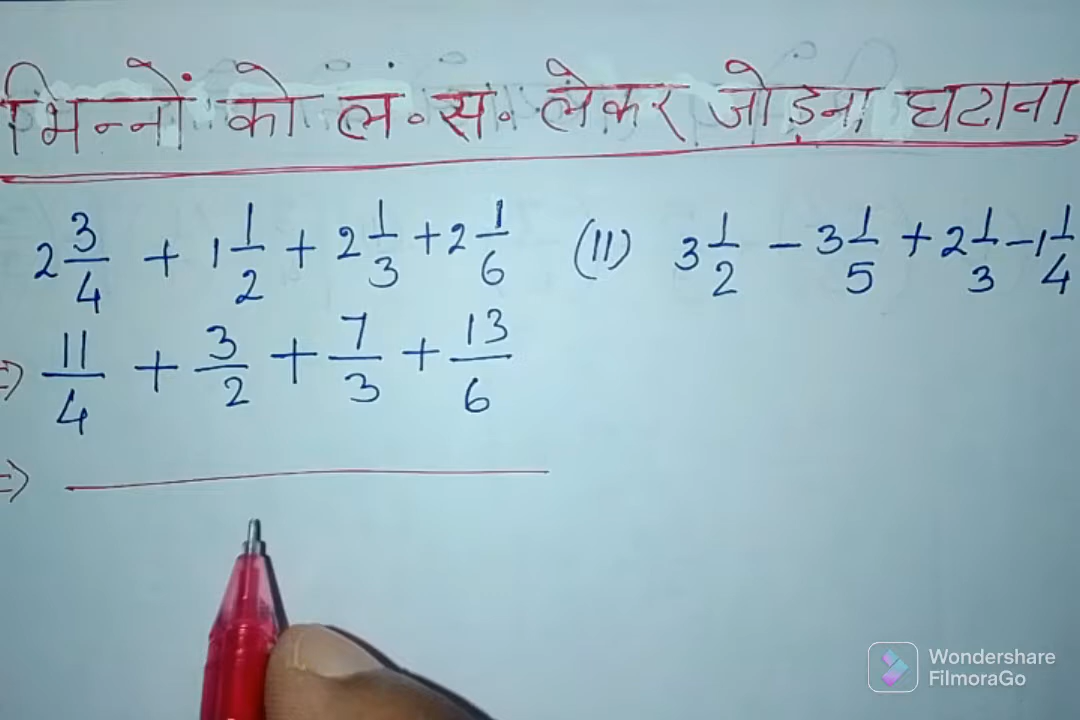 भिन्नों को ल.स. लेकर जोड़ना घटाना
2 3/4 + 1 1/2 + 2 1/3 + 2 1/6 (II) 3 1/2 - 3 1/5 + 2 1/3 - 1 1/4
⇒ 11/4 + 3/2 + 7/3 + 13/6
⇒
Wondershare
FilmoraGo